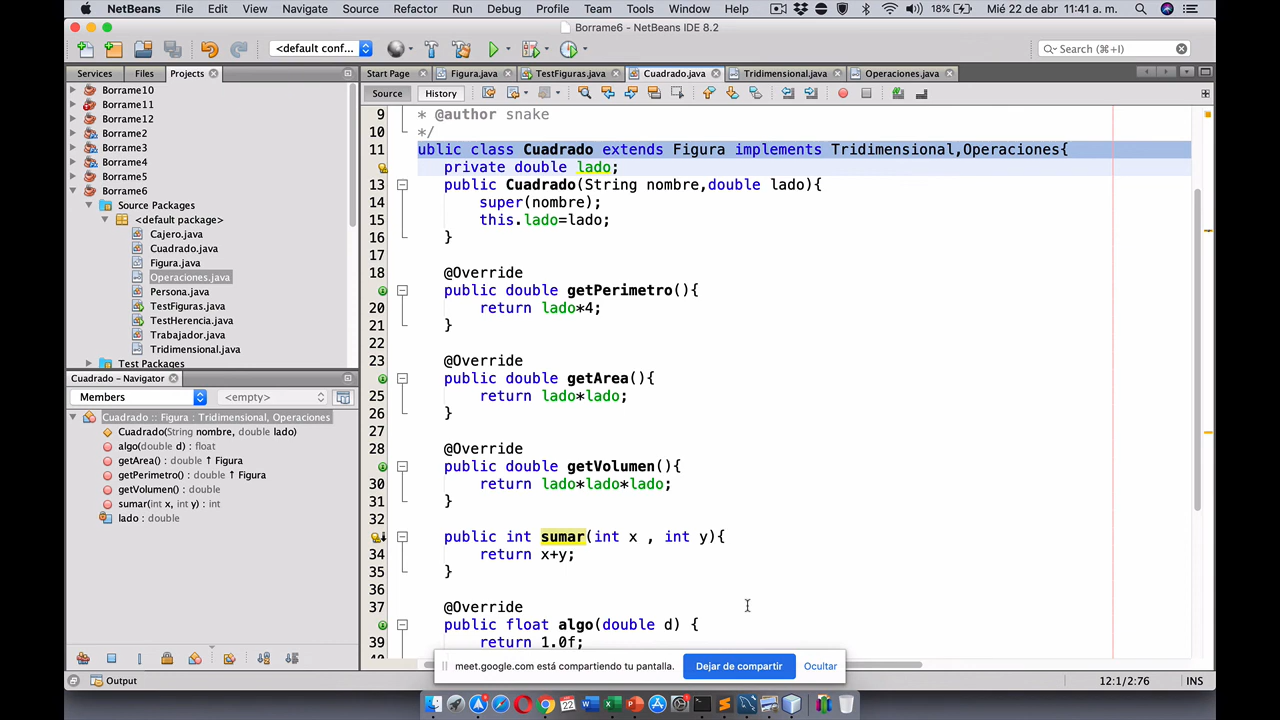 NetBeans File Edit View Navigate Source Refactor Run Debug Profile Team Tools Window Help 18% Mié 22 de abr 11:41 a. m.
Borrame6 - NetBeans IDE 8.2
<default conf... Search (⌘+I)
Services Files Projects Start Page Figura.java TestFiguras.java Cuadrado.java Tridimensional.java Operaciones.java
Source History
Borrame10
Borrame11
Borrame12
Borrame2
Borrame3
Borrame4
Borrame5
Borrame6
Source Packages
<default package>
Cajero.java
Cuadrado.java
Figura.java
Operaciones.java
Persona.java
TestFiguras.java
TestHerencia.java
Trabajador.java
Tridimensional.java
Test Packages
Cuadrado - Navigator
Members <empty>
Cuadrado :: Figura : Tridimensional, Operaciones
Cuadrado(String nombre, double lado)
algo(double d) : float
getArea() : double ↑ Figura
getPerimetro() : double ↑ Figura
getVolumen() : double
sumar(int x, int y) : int
lado : double
9 * @author snake
10 */
11 ublic class Cuadrado extends Figura implements Tridimensional,Operaciones{
private double lado;
13 public Cuadrado(String nombre,double lado){
14 super(nombre);
15 this.lado=lado;
16 }
17
18 @Override
public double getPerimetro(){
20 return lado*4;
21 }
22
23 @Override
public double getArea(){
25 return lado*lado;
26 }
27
28 @Override
public double getVolumen(){
30 return lado*lado*lado;
31 }
32
public int sumar(int x , int y){
34 return x+y;
35 }
36
37 @Override
public float algo(double d) {
39 return 1.0f;
meet.google.com está compartiendo tu pantalla. Dejar de compartir Ocultar
Output 12:1/2:76 INS
22